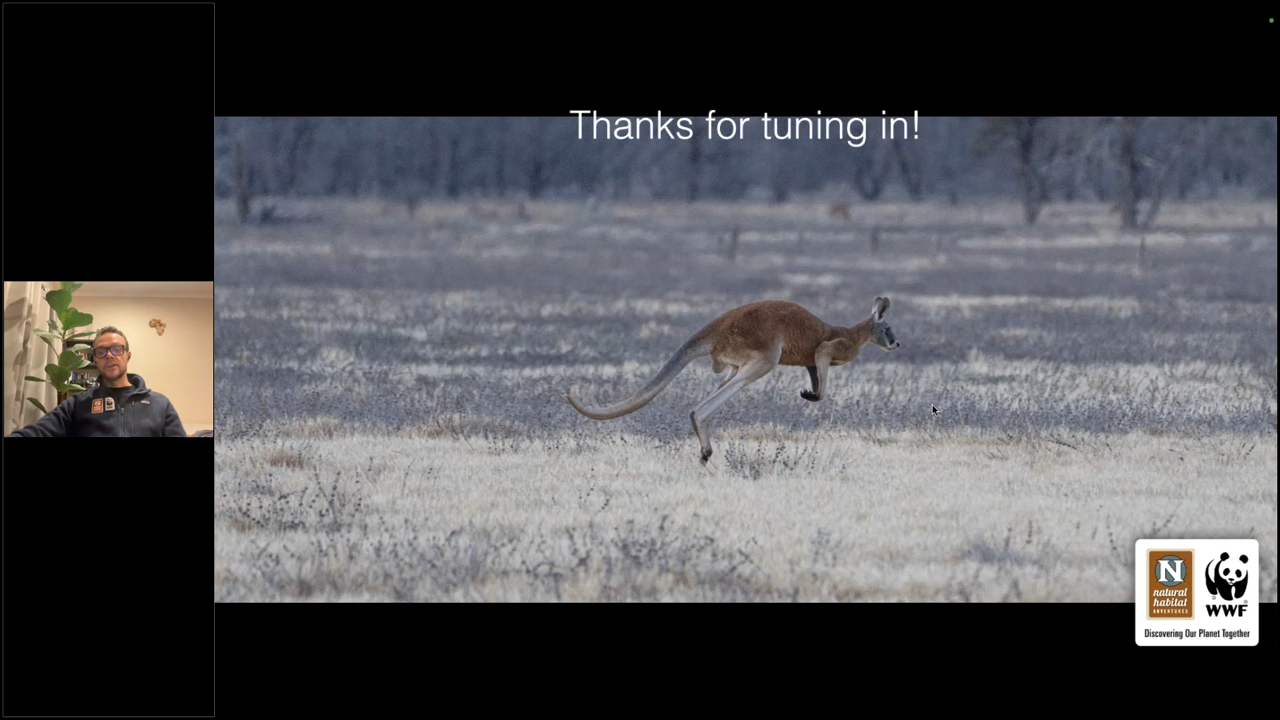 Thanks for tuning in!
N
natural
habitat
ADVENTURES
WWF
Discovering Our Planet Together